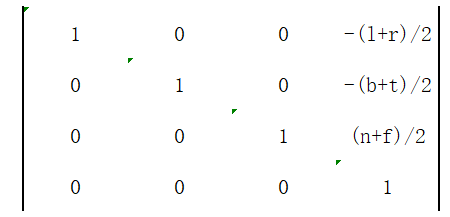 1 0 0 -(l+r)/2
0 1 0 -(b+t)/2
0 0 1 (n+f)/2
0 0 0 1